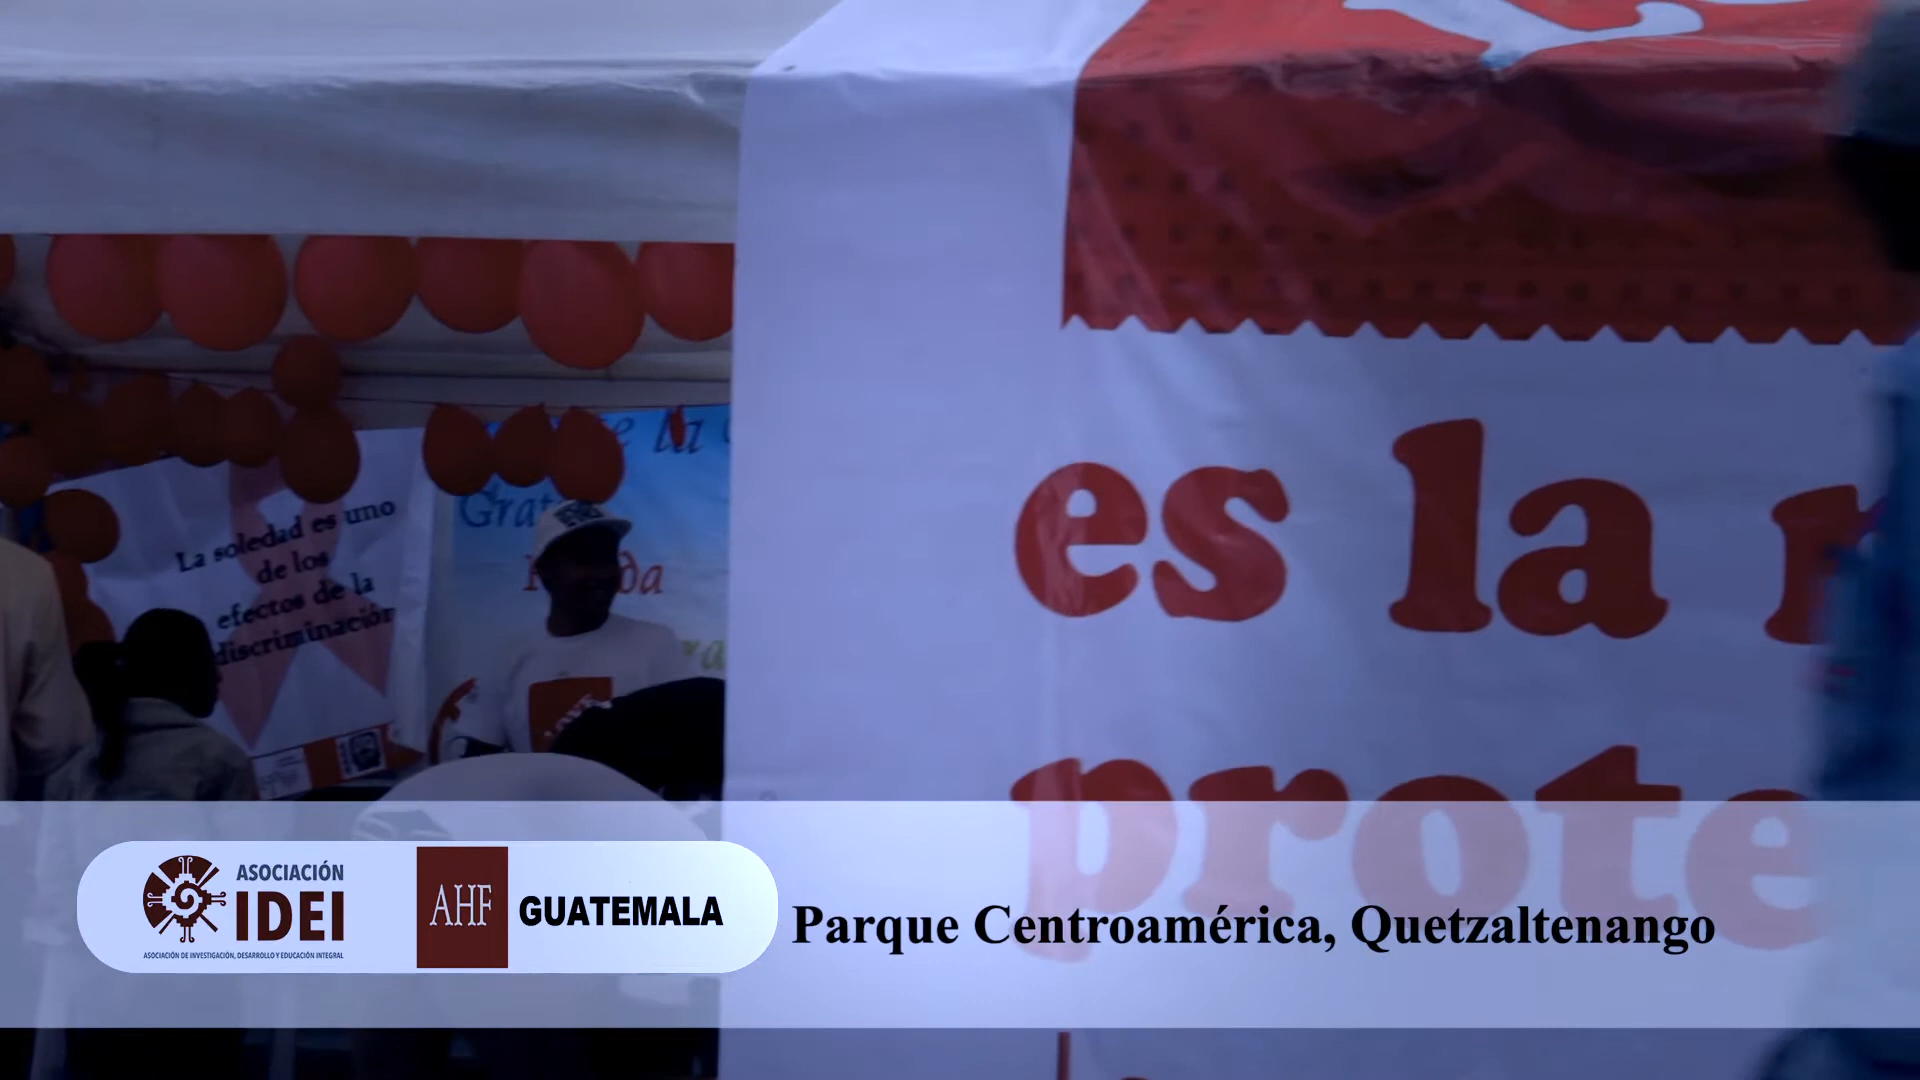 es la
prote
La soledad es uno
de los
efectos de la
discriminación
la
ASOCIACIÓN
IDEI
ASOCIACIÓN DE INVESTIGACIÓN, DESARROLLO Y EDUCACIÓN INTEGRAL
AHF
GUATEMALA
Parque Centroamérica, Quetzaltenango